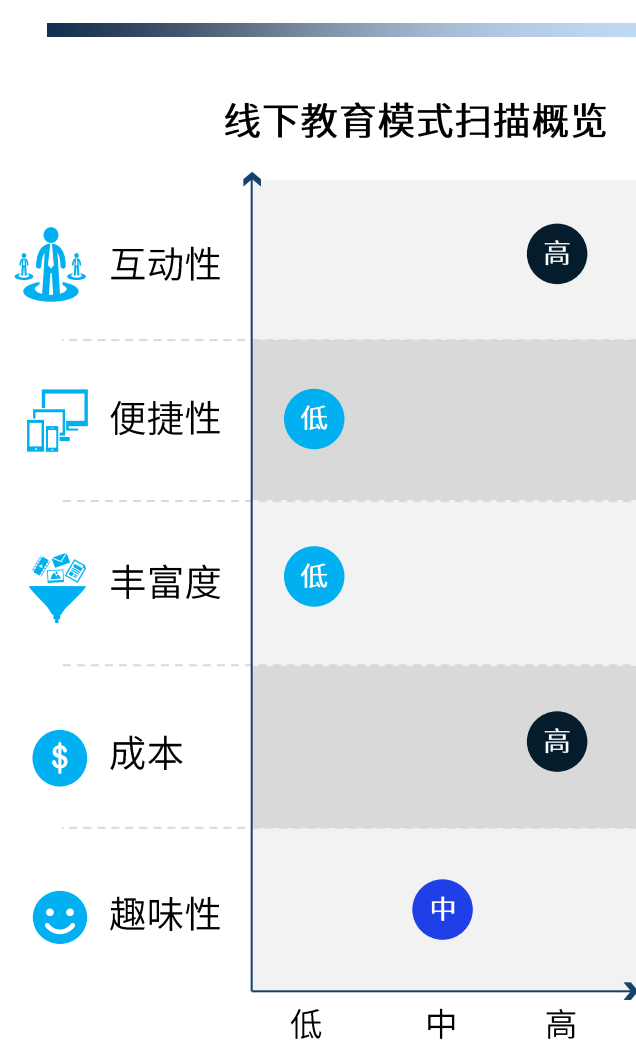 线下教育模式扫描概览
互动性
高
便捷性
低
丰富度
低
$
成本
高
趣味性
中
低 中 高